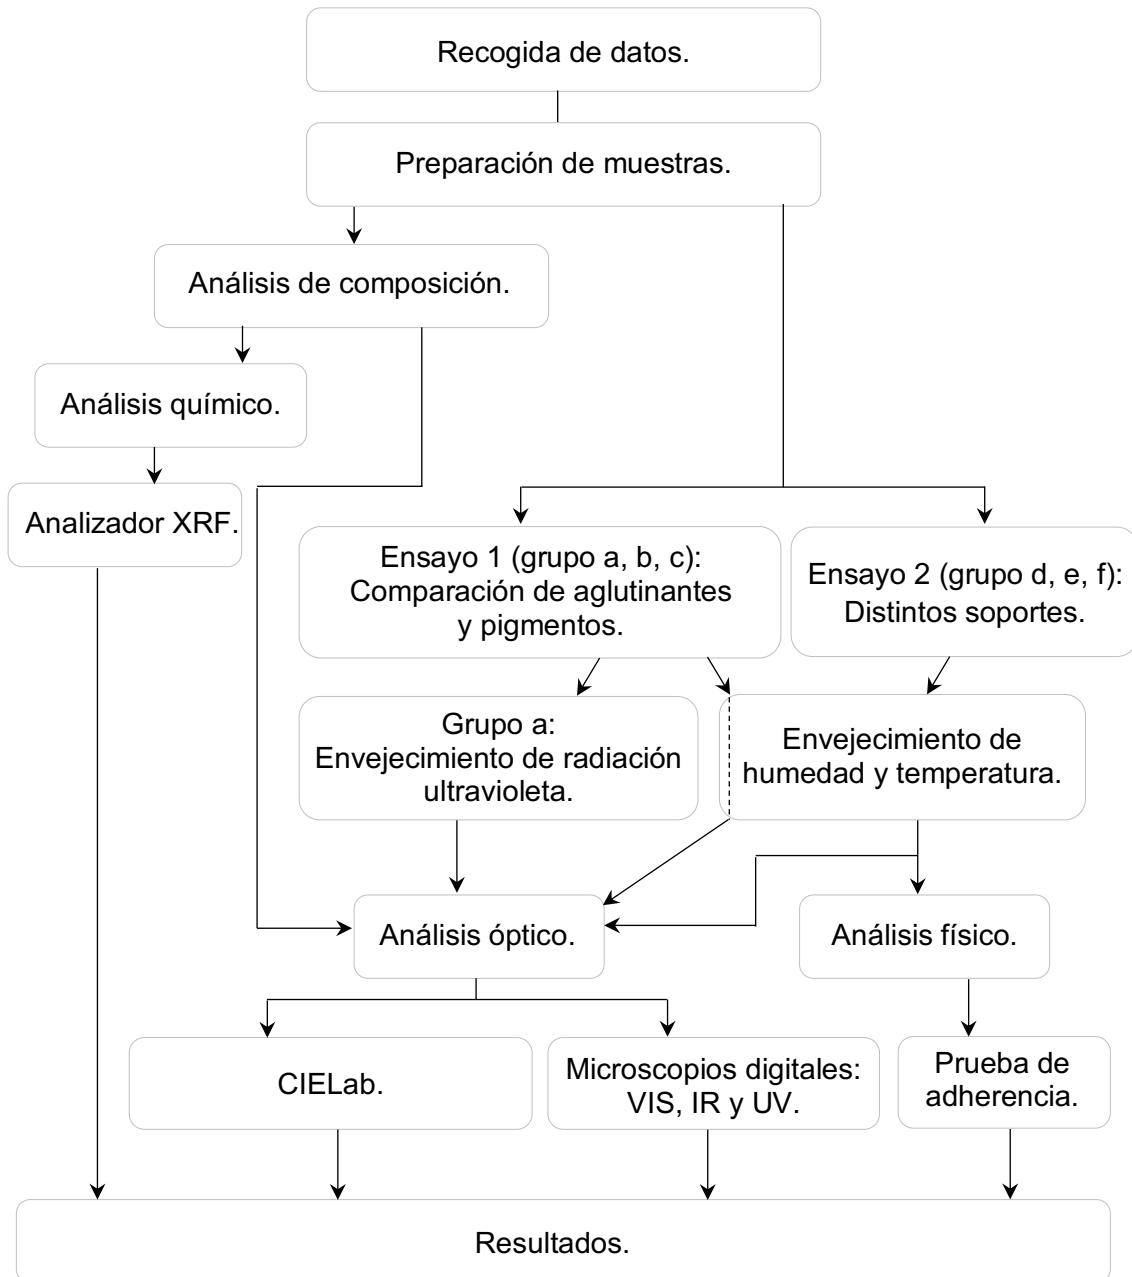 Recogida de datos.
Preparación de muestras.
Análisis de composición.
Análisis químico.
Analizador XRF.
Ensayo 1 (grupo a, b, c):
Comparación de aglutinantes
y pigmentos.
Ensayo 2 (grupo d, e, f):
Distintos soportes.
Grupo a:
Envejecimiento de radiación
ultravioleta.
Envejecimiento de
humedad y temperatura.
Análisis óptico.
Análisis físico.
CIELab.
Microscopios digitales:
VIS, IR y UV.
Prueba de
adherencia.
Resultados.